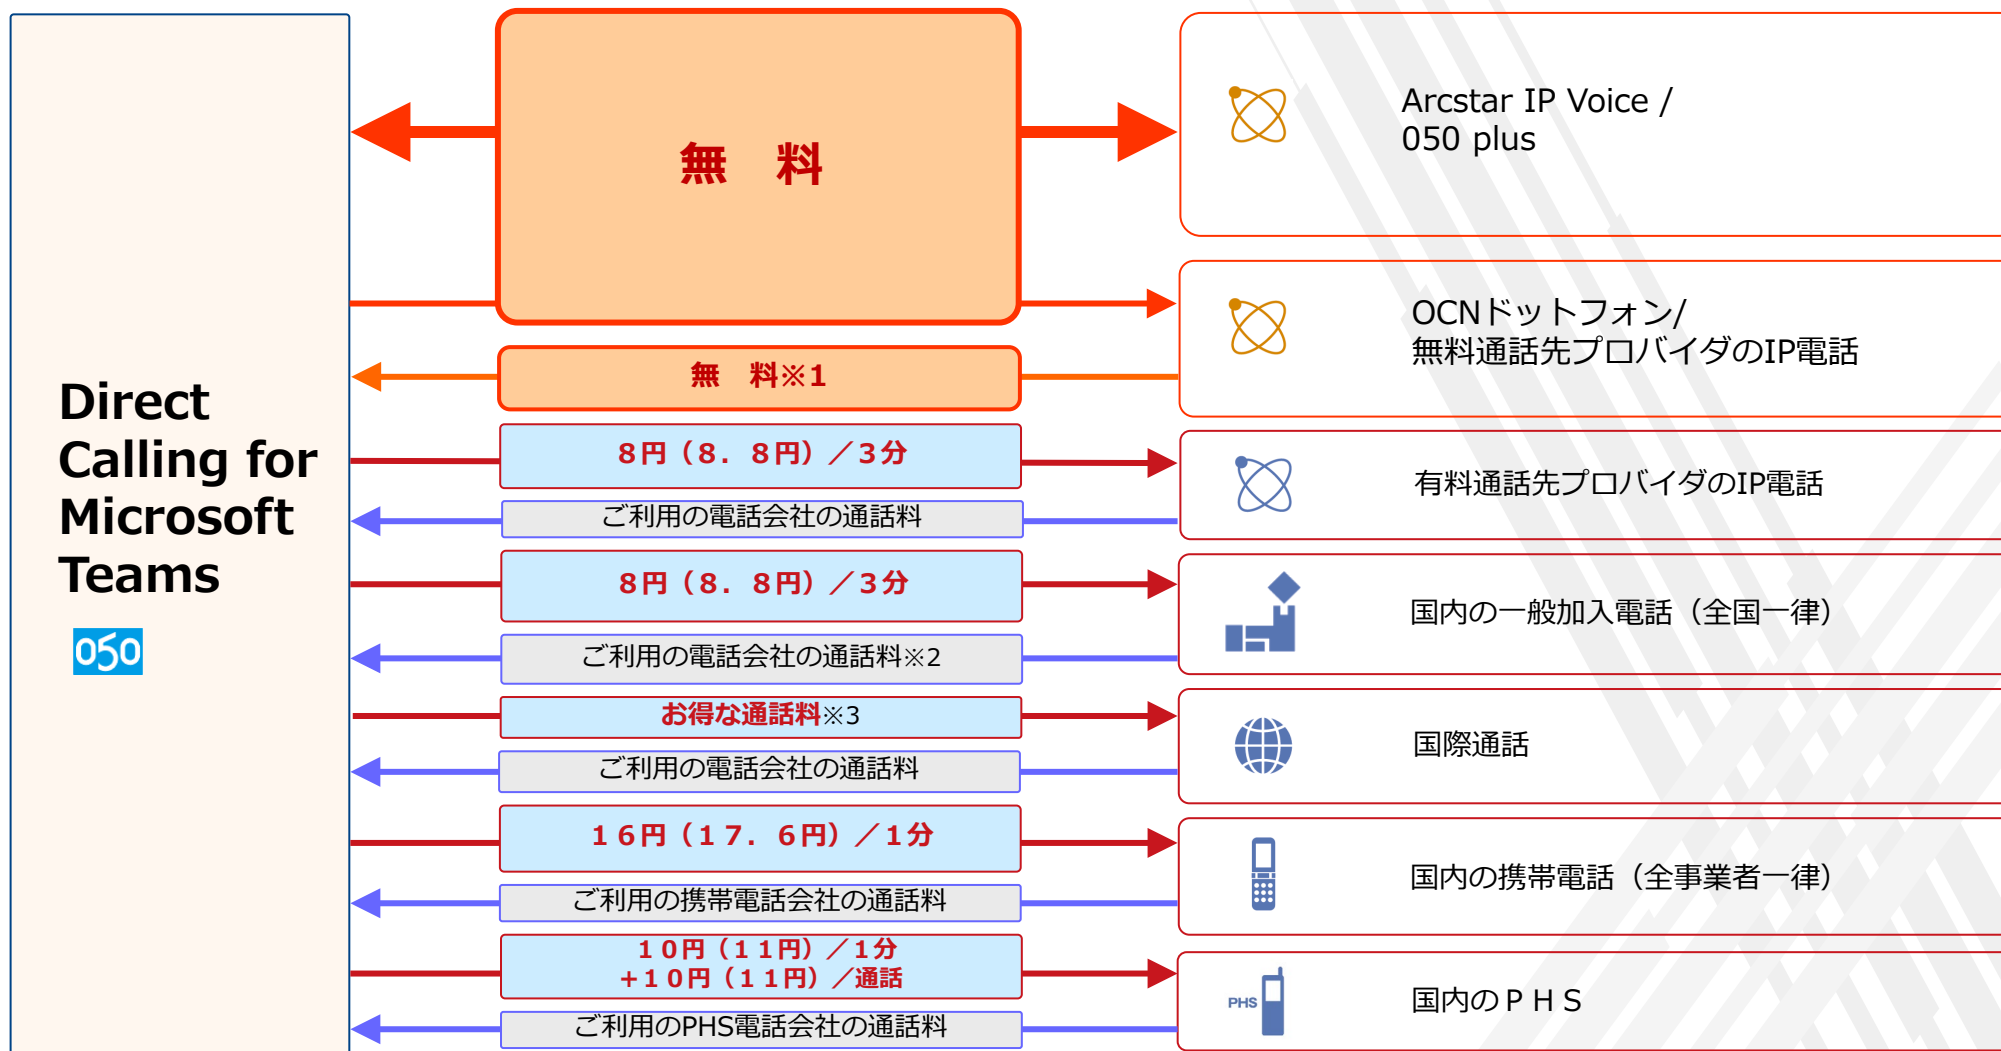 Direct
Calling for
Microsoft
Teams
050
無　料
Arcstar IP Voice /
050 plus
OCNドットフォン/
無料通話先プロバイダのIP電話
無　料※1
８円（８．８円）／３分
有料通話先プロバイダのIP電話
ご利用の電話会社の通話料
８円（８．８円）／３分
国内の一般加入電話（全国一律）
ご利用の電話会社の通話料※2
お得な通話料※3
国際通話
ご利用の電話会社の通話料
１６円（１７．６円）／１分
国内の携帯電話（全事業者一律）
ご利用の携帯電話会社の通話料
１０円（１１円）／１分
＋１０円（１１円）／通話
PHS
国内のＰＨＳ
ご利用のPHS電話会社の通話料